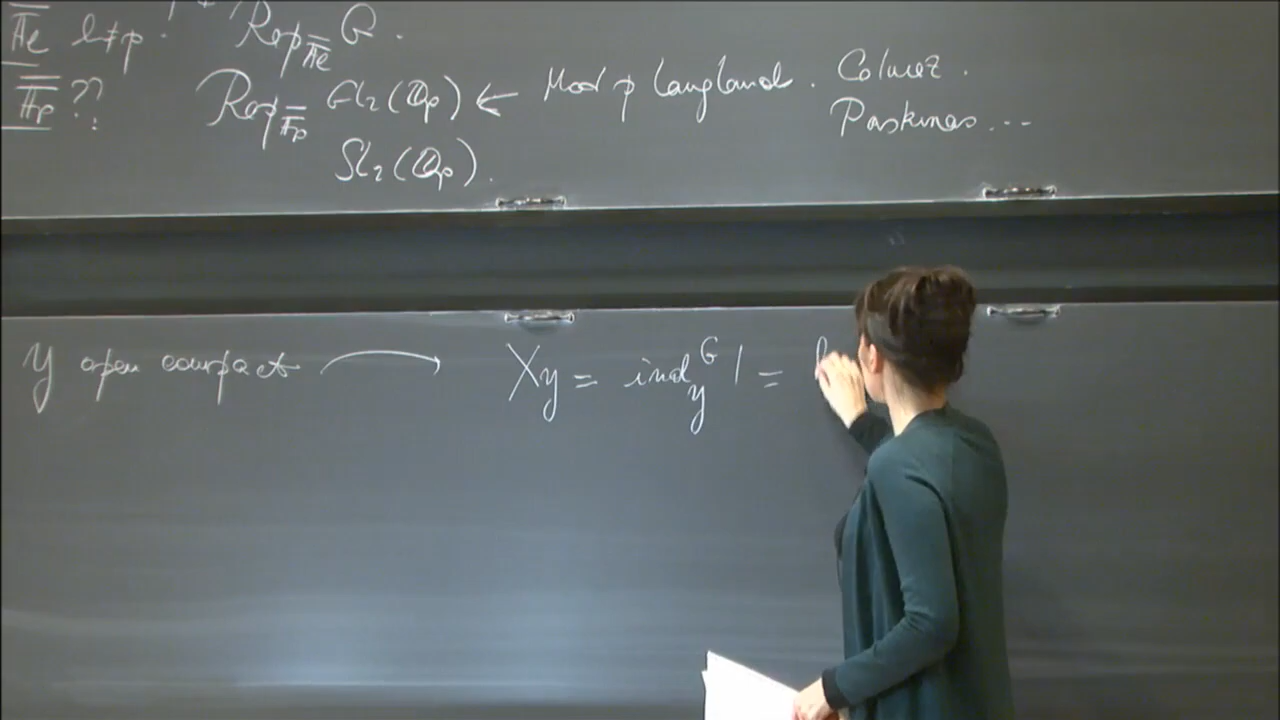 F̅ₗ l≠p ! Rep_F̅ₗ G.
F̅ₚ ?? Rep_F̅ₚ GL₂(ℚₚ) ← Mod p Langlands. Colmez.
SL₂(ℚₚ). Paskunas...
y open compact → X_y = ind_y^G 1 =